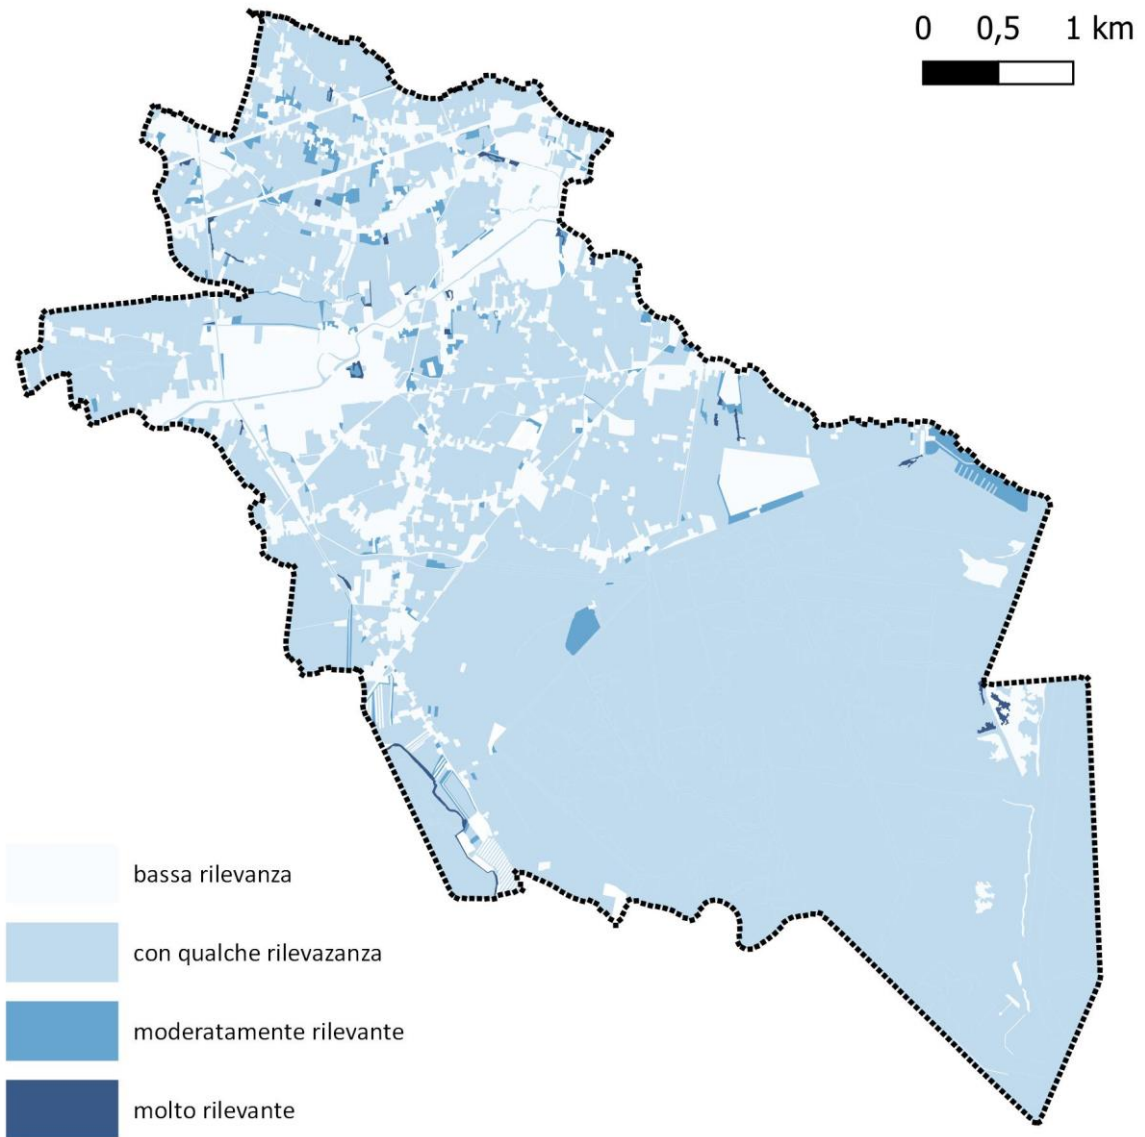 0 0,5 1 km
bassa rilevanza
con qualche rilevazanza
moderatamente rilevante
molto rilevante